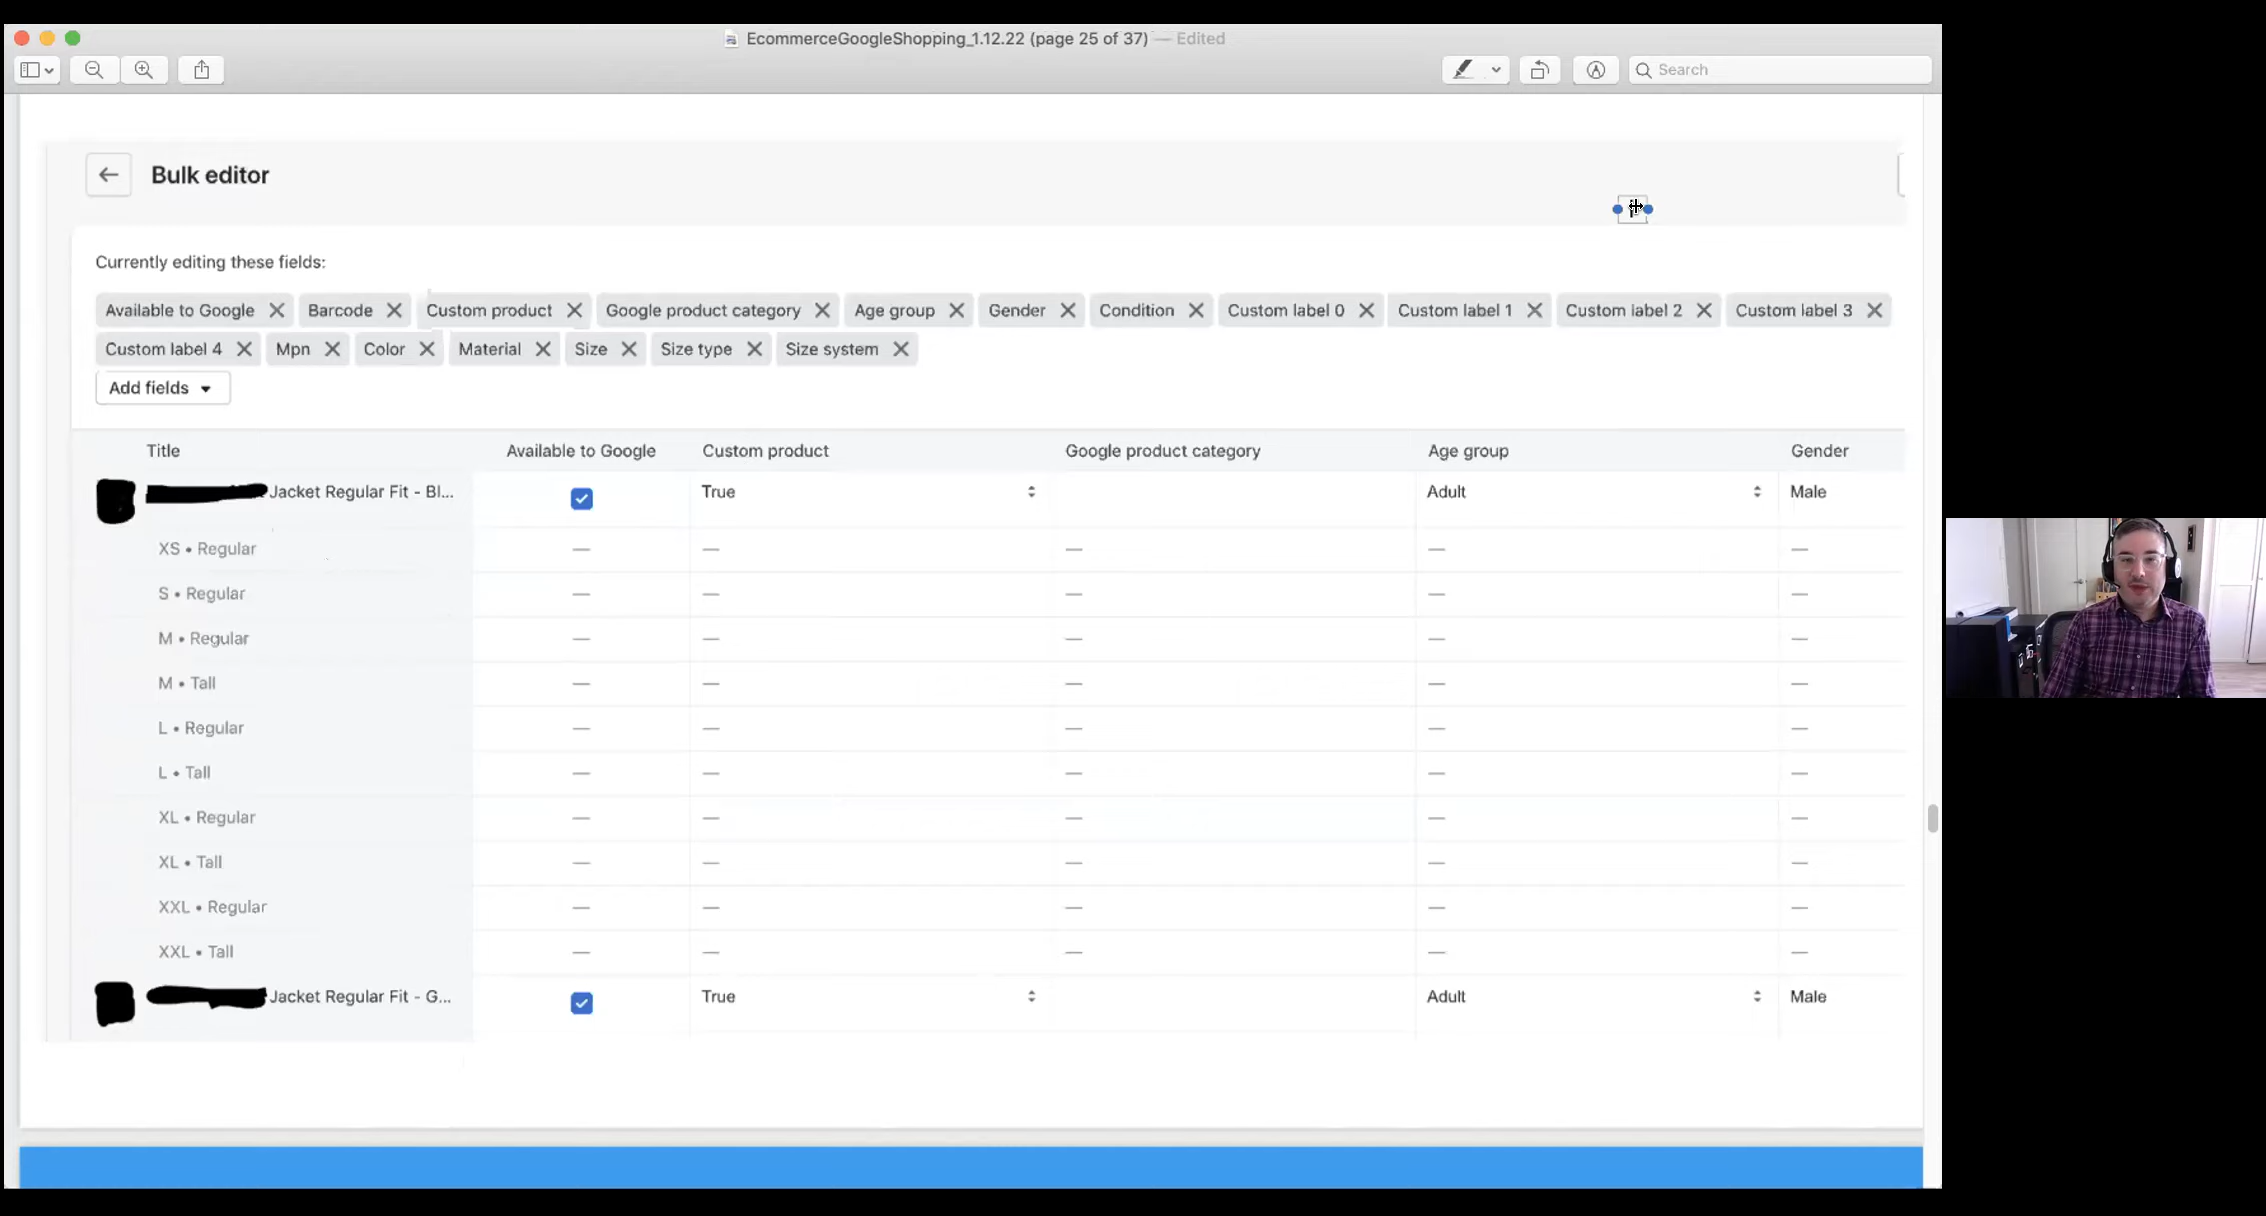 EcommerceGoogleShopping_1.12.22 (page 25 of 37) — Edited
Search
Bulk editor
Currently editing these fields:
Available to Google Barcode Custom product Google product category Age group Gender Condition Custom label 0 Custom label 1 Custom label 2 Custom label 3
Custom label 4 Mpn Color Material Size Size type Size system
Add fields
Title Available to Google Custom product Google product category Age group Gender
Jacket Regular Fit - Bl... True Adult Male
XS • Regular — — — — —
S • Regular — — — — —
M • Regular — — — — —
M • Tall — — — — —
L • Regular — — — — —
L • Tall — — — — —
XL • Regular — — — — —
XL • Tall — — — — —
XXL • Regular — — — — —
XXL • Tall — — — — —
Jacket Regular Fit - G... True Adult Male